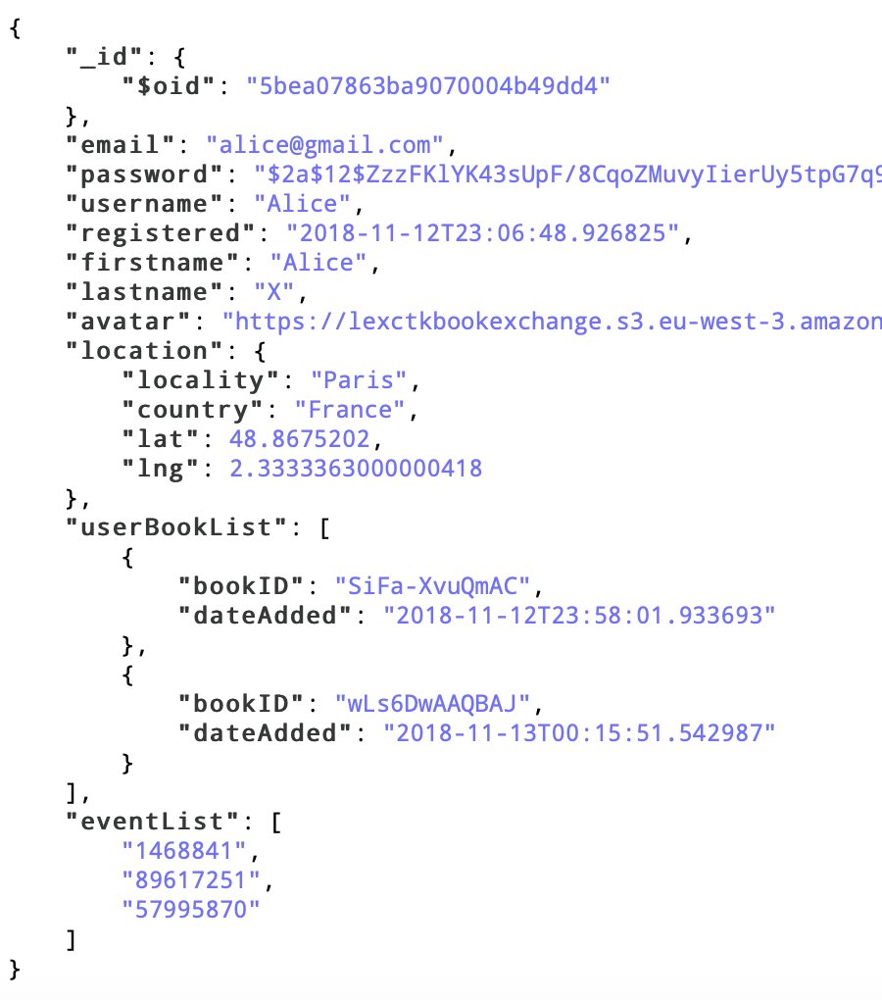 {
    "_id": {
        "$oid": "5bea07863ba9070004b49dd4"
    },
    "email": "alice@gmail.com",
    "password": "$2a$12$ZzzFKlYK43sUpF/8CqoZMuvyIierUy5tpG7q9
    "username": "Alice",
    "registered": "2018-11-12T23:06:48.926825",
    "firstname": "Alice",
    "lastname": "X",
    "avatar": "https://lexctkbookexchange.s3.eu-west-3.amazon
    "location": {
        "locality": "Paris",
        "country": "France",
        "lat": 48.8675202,
        "lng": 2.3333363000000418
    },
    "userBookList": [
        {
            "bookID": "SiFa-XvuQmAC",
            "dateAdded": "2018-11-12T23:58:01.933693"
        },
        {
            "bookID": "wLs6DwAAQBAJ",
            "dateAdded": "2018-11-13T00:15:51.542987"
        }
    ],
    "eventList": [
        "1468841",
        "89617251",
        "57995870"
    ]
}